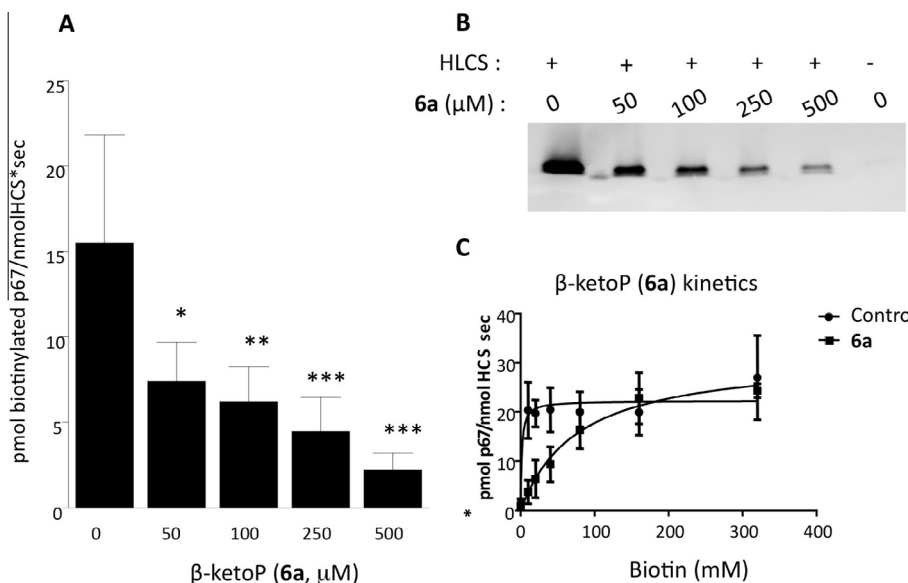 A
pmol biotinylated p67/nmolHCS*sec
25
20
15
10
5
0
*
**
***
***
0 50 100 250 500
β-ketoP (6a, μM)
B
HLCS : + + + + + -
6a (μM) : 0 50 100 250 500 0
C
β-ketoP (6a) kinetics
* pmol p67/nmol HCS sec
40
30
20
10
0
0 100 200 300 400
Biotin (mM)
Contro
6a